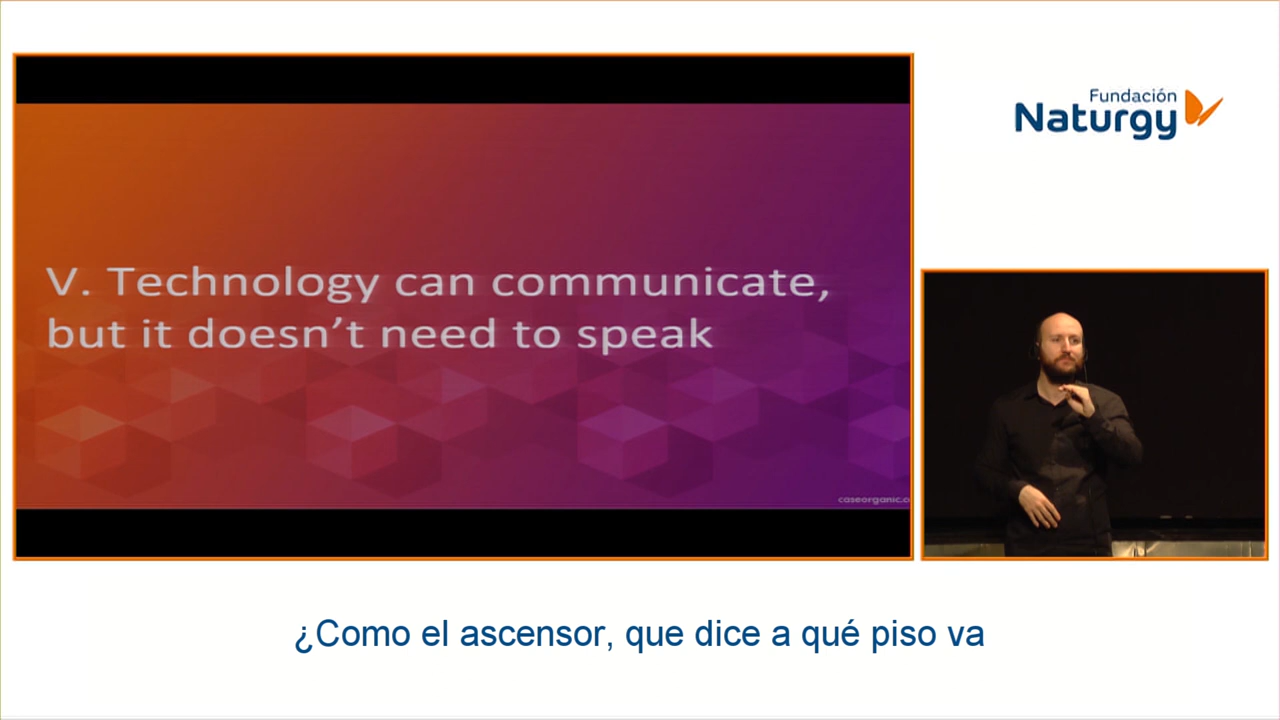 Fundación
Naturgy
V. Technology can communicate,
but it doesn't need to speak
caseorganic.c
¿Como el ascensor, que dice a qué piso va